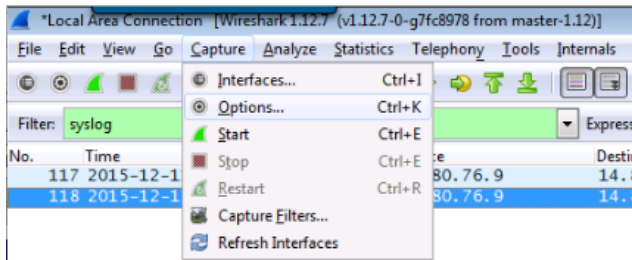 *Local Area Connection [Wireshark 1.12.7 (v1.12.7-0-g7fc8978 from master-1.12)]
File Edit View Go Capture Analyze Statistics Telephony Tools Internals
Interfaces... Ctrl+I
Options... Ctrl+K
Filter: syslog Express
Start Ctrl+E
No. Time Desti
Stop Ctrl+E
117 2015-12-1 80.76.9 14.
Restart Ctrl+R
118 2015-12-1 80.76.9 14.
Capture Filters...
Refresh Interfaces